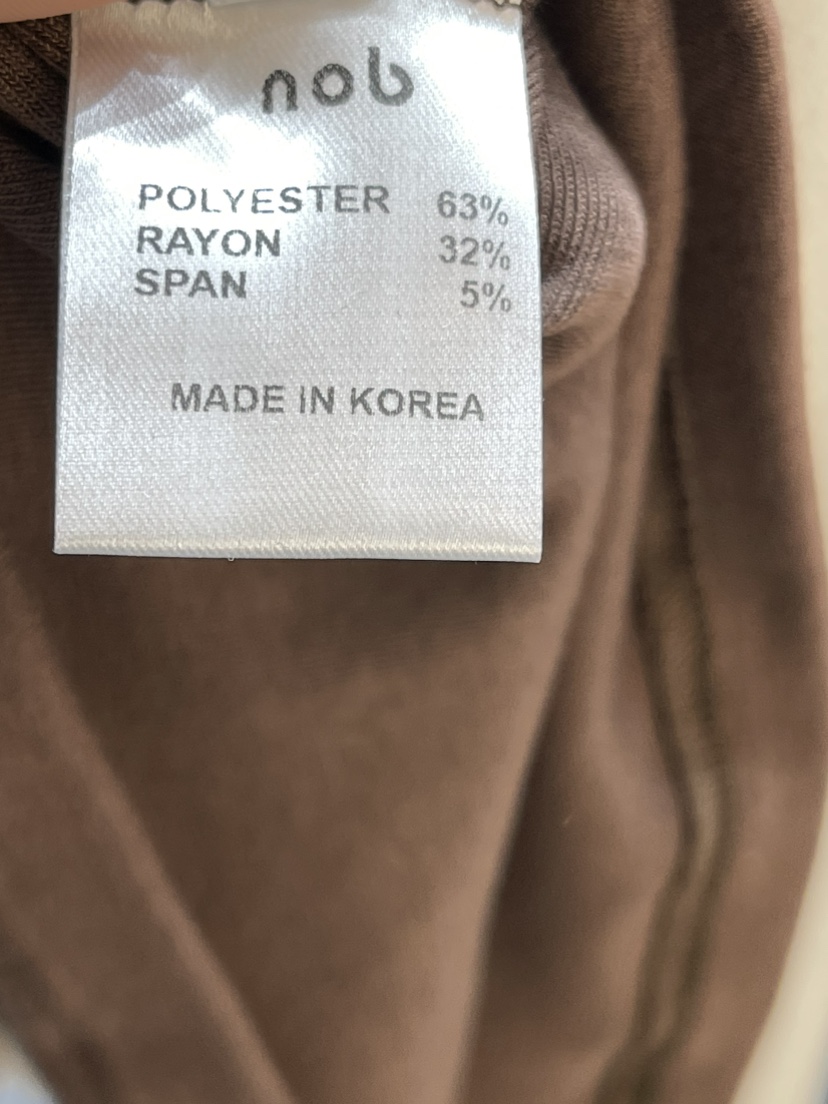 nob
POLYESTER 63%
RAYON 32%
SPAN 5%
MADE IN KOREA